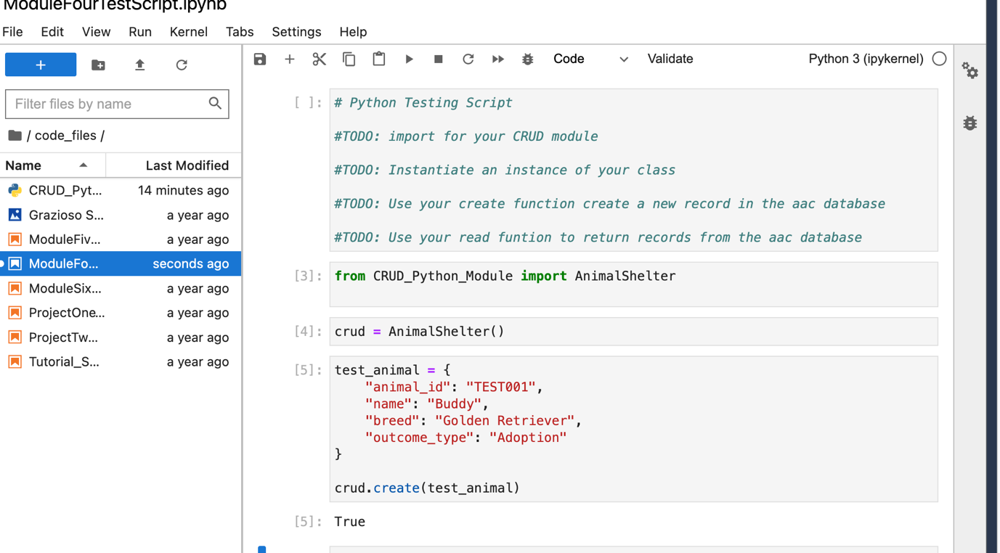 ModuleFourTestScript.ipynb
File Edit View Run Kernel Tabs Settings Help
+
Code Validate Python 3 (ipykernel)
Filter files by name
/ code_files /
Name Last Modified
CRUD_Pyt... 14 minutes ago
Grazioso S... a year ago
ModuleFiv... a year ago
ModuleFo... seconds ago
ModuleSix... a year ago
ProjectOne... a year ago
ProjectTw... a year ago
Tutorial_S... a year ago
[ ]: # Python Testing Script
#TODO: import for your CRUD module
#TODO: Instantiate an instance of your class
#TODO: Use your create function create a new record in the aac database
#TODO: Use your read funtion to return records from the aac database
[3]: from CRUD_Python_Module import AnimalShelter
[4]: crud = AnimalShelter()
[5]: test_animal = {
"animal_id": "TEST001",
"name": "Buddy",
"breed": "Golden Retriever",
"outcome_type": "Adoption"
}
crud.create(test_animal)
[5]: True